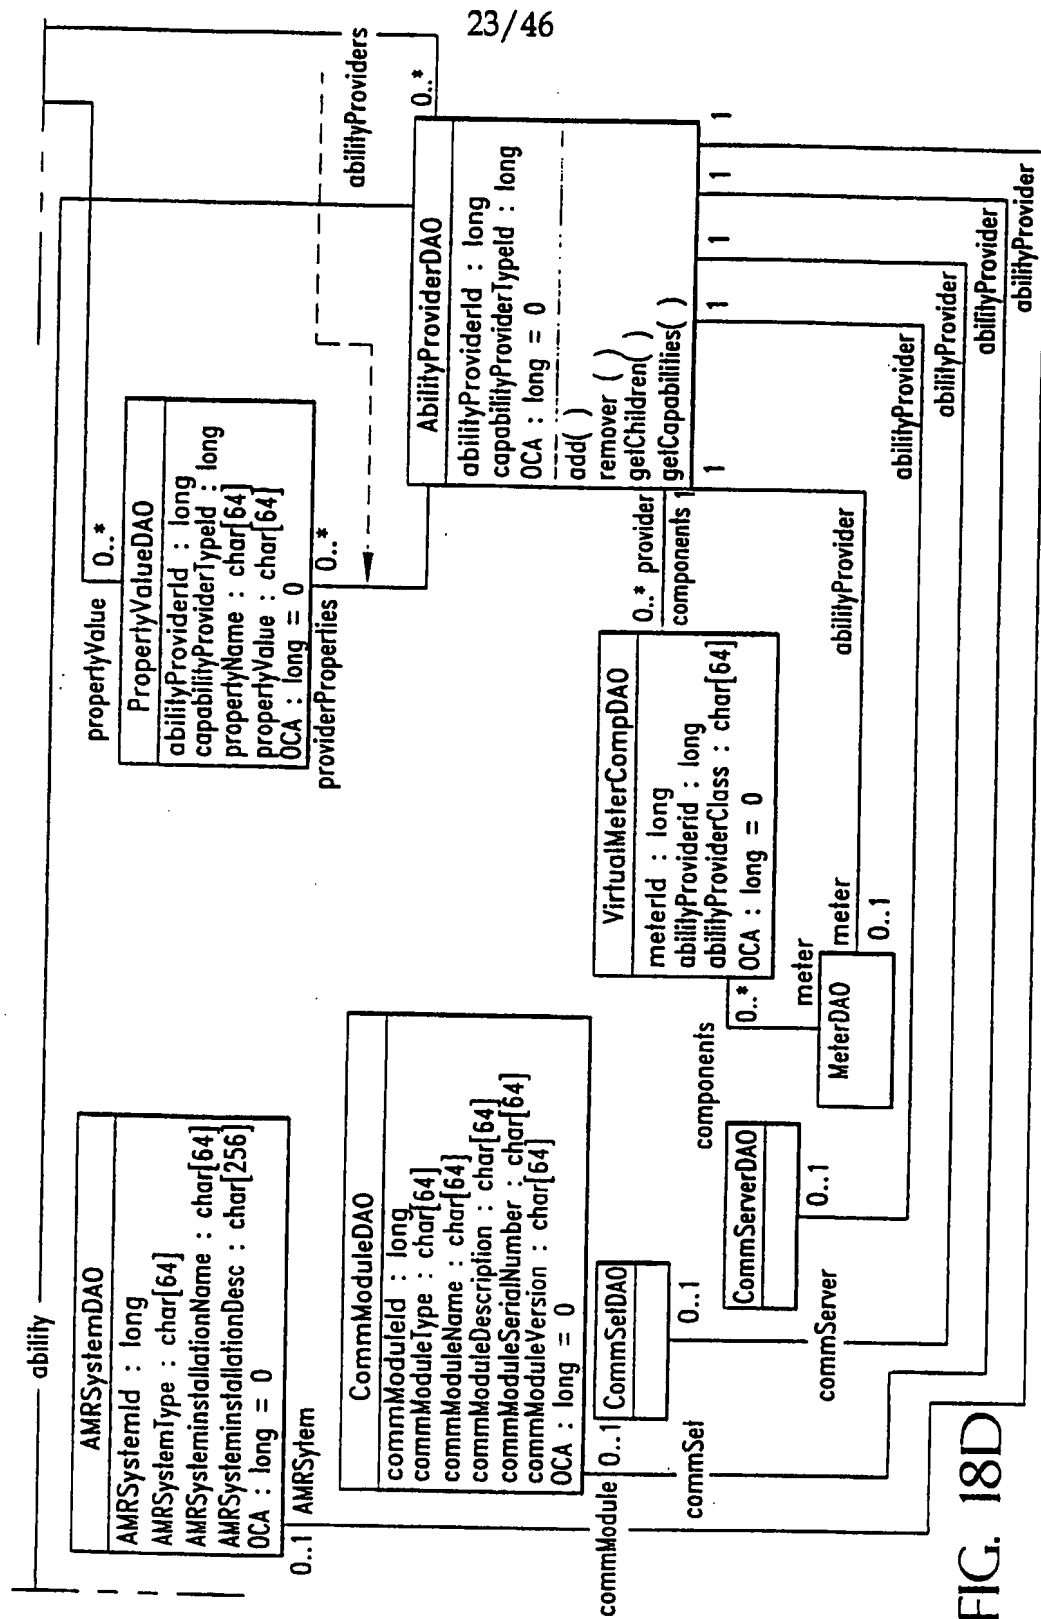 23/46
ability
propertyValue
0..*
PropertyValueDAO
abilityProviderId : long
capabilityProviderTypeId : long
propertyName : char[64]
propertyValue : char[64]
OCA : long = 0
providerProperties
0..*
abilityProviders
0..*
AbilityProviderDAO
abilityProviderId : long
capabilityProviderTypeId : long
OCA : long = 0
add( )
remover ( )
getChildren( )
getCapabilities( )
AMRSystemDAO
AMRSystemId : long
AMRSystemType : char[64]
AMRSysteminstallationName : char[64]
AMRSysteminstallationDesc : char[256]
OCA : long = 0
0..1
AMRSytem
CommModuleDAO
commModuleId : long
commModuleType : char[64]
commModuleName : char[64]
commModuleDescription : char[64]
commModuleSerialNumber : char[64]
commModuleVersion : char[64]
OCA : long = 0
commModule
0..1
CommSetDAO
0..1
commSet
CommServerDAO
0..1
commServer
VirtualMeterCompDAO
meterId : long
abilityProviderid : long
abilityProviderClass : char[64]
OCA : long = 0
0..* provider
components 1
components
0..*
meter
MeterDAO
meter
0..1
abilityProvider
1
abilityProvider
1
abilityProvider
1
abilityProvider
1
abilityProvider
1
FIG. 18D